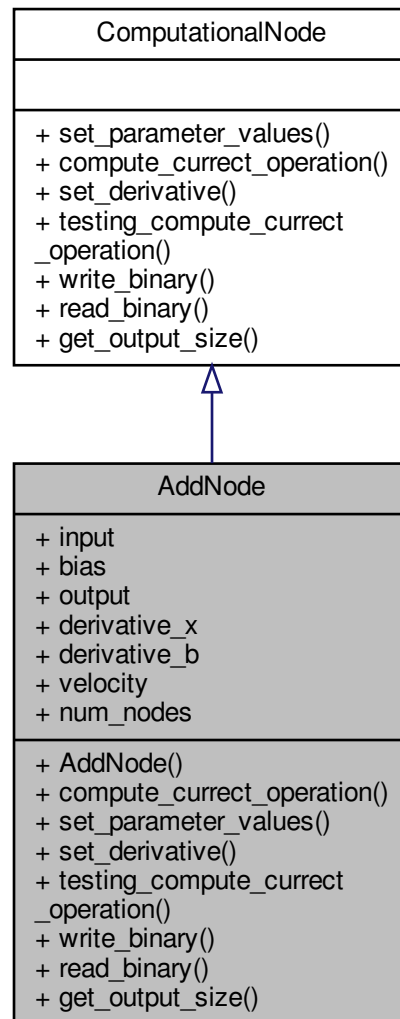 ComputationalNode
+ set_parameter_values()
+ compute_currect_operation()
+ set_derivative()
+ testing_compute_currect
_operation()
+ write_binary()
+ read_binary()
+ get_output_size()
AddNode
+ input
+ bias
+ output
+ derivative_x
+ derivative_b
+ velocity
+ num_nodes
+ AddNode()
+ compute_currect_operation()
+ set_parameter_values()
+ set_derivative()
+ testing_compute_currect
_operation()
+ write_binary()
+ read_binary()
+ get_output_size()